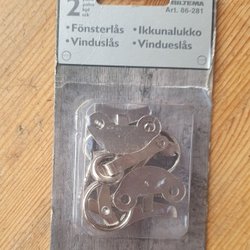 2
BILTEMA
Art. 86-281
• Fönsterlås • Ikkunalukko
• Vinduslås • Vindueslås